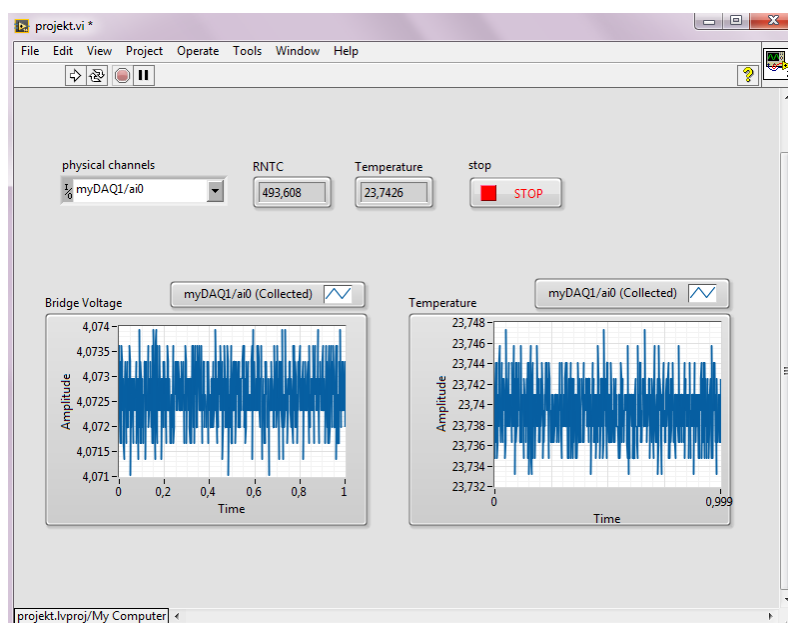 projekt.vi *
File Edit View Project Operate Tools Window Help
physical channels
RNTC
Temperature
stop
I/O myDAQ1/ai0
493,608
23,7426
STOP
myDAQ1/ai0 (Collected)
Bridge Voltage
4,074
4,0735
4,073
4,0725
4,072
4,0715
4,071
Amplitude
0 0,2 0,4 0,6 0,8 1
Time
myDAQ1/ai0 (Collected)
Temperature
23,748
23,746
23,744
23,742
23,74
23,738
23,736
23,734
23,732
Amplitude
0 0,999
Time
projekt.lvproj/My Computer